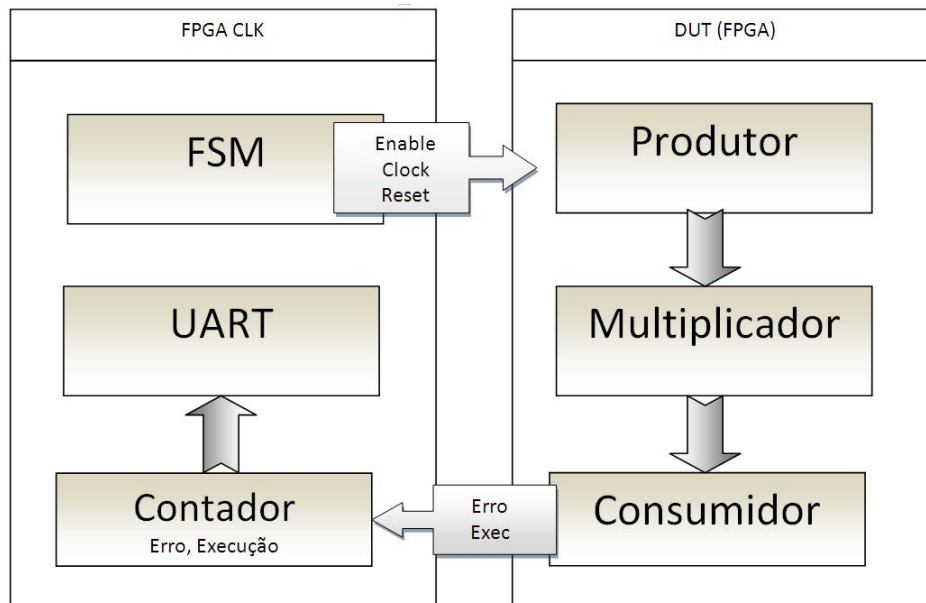 FPGA CLK
FSM
Enable
Clock
Reset
UART
Contador
Erro, Execução
DUT (FPGA)
Produtor
Multiplicador
Consumidor
Erro
Exec